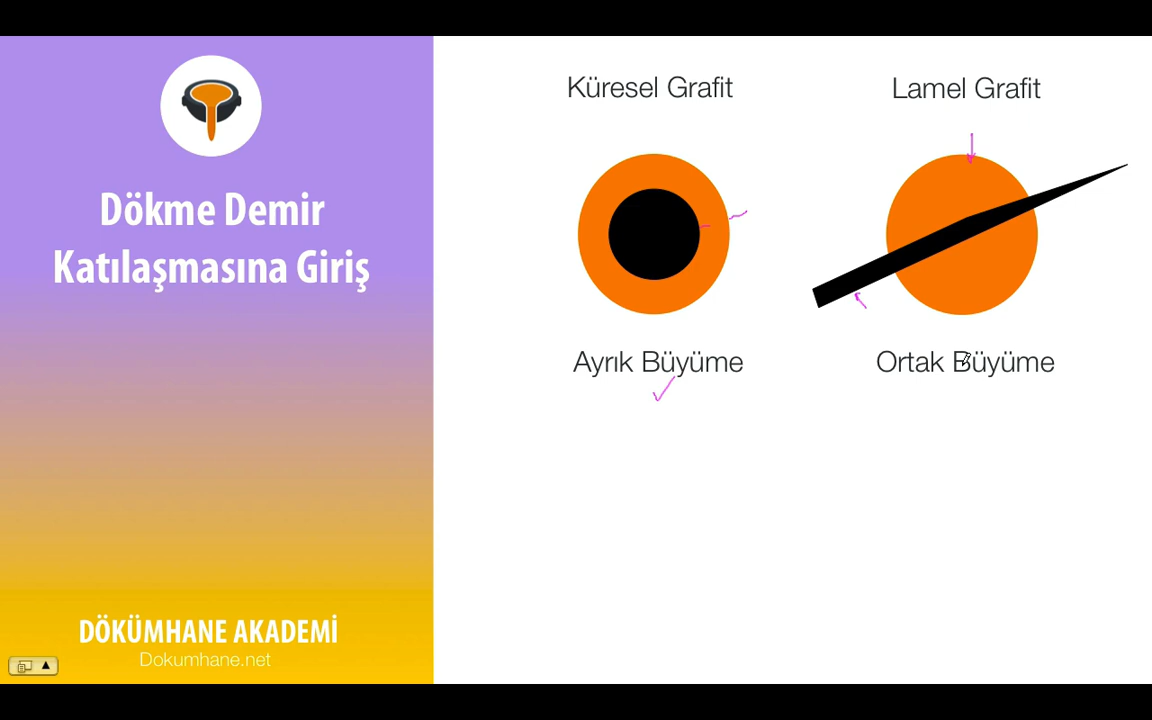 Dökme Demir
Katılaşmasına Giriş
DÖKÜMHANE AKADEMİ
Dokumhane.net
Küresel Grafit
Lamel Grafit
Ayrık Büyüme
Ortak Büyüme